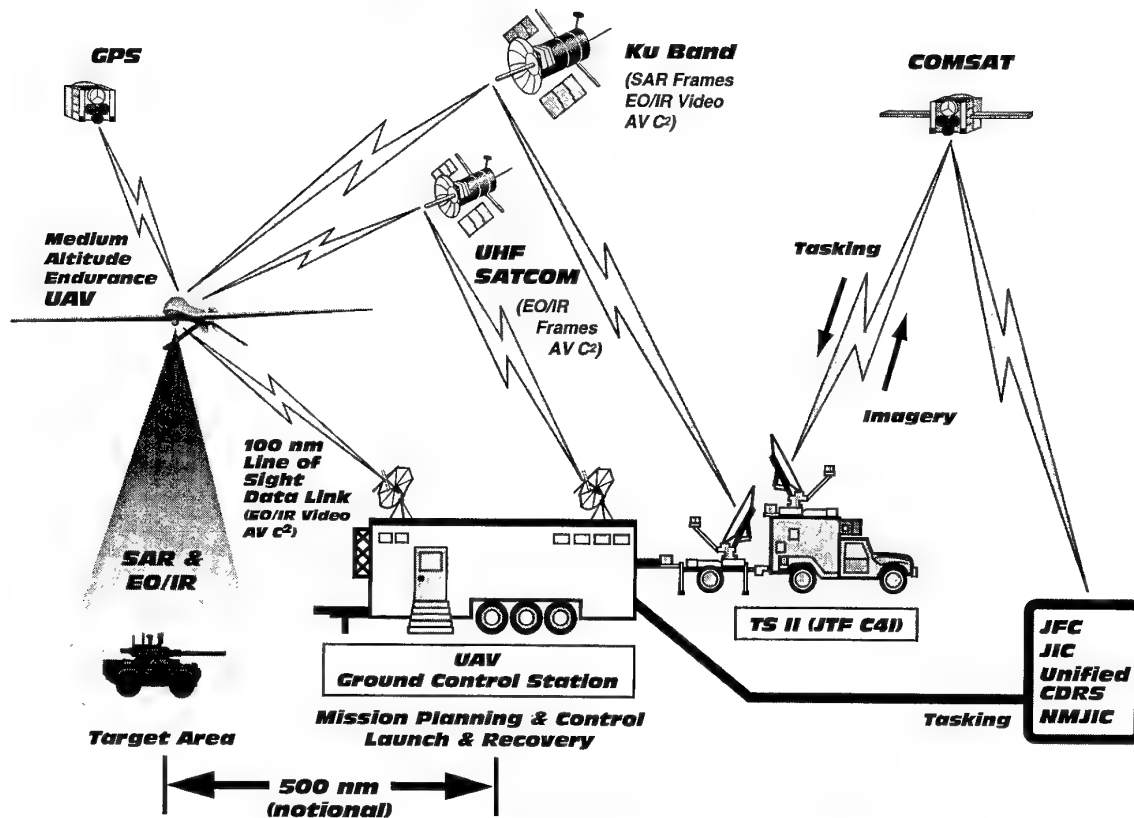 GPS
Ku Band
(SAR Frames
EO/IR Video
AV C²)
COMSAT
Medium
Altitude
Endurance
UAV
UHF
SATCOM
(EO/IR
Frames
AV C²)
Tasking
Imagery
100 nm
Line of
Sight
Data Link
(EO/IR Video
AV C²)
SAR &
EO/IR
TS II (JTF C4I)
UAV
Ground Control Station
Mission Planning & Control
Launch & Recovery
Target Area
JFC
JIC
Unified
CDRS
NMJIC
Tasking
500 nm
(notional)